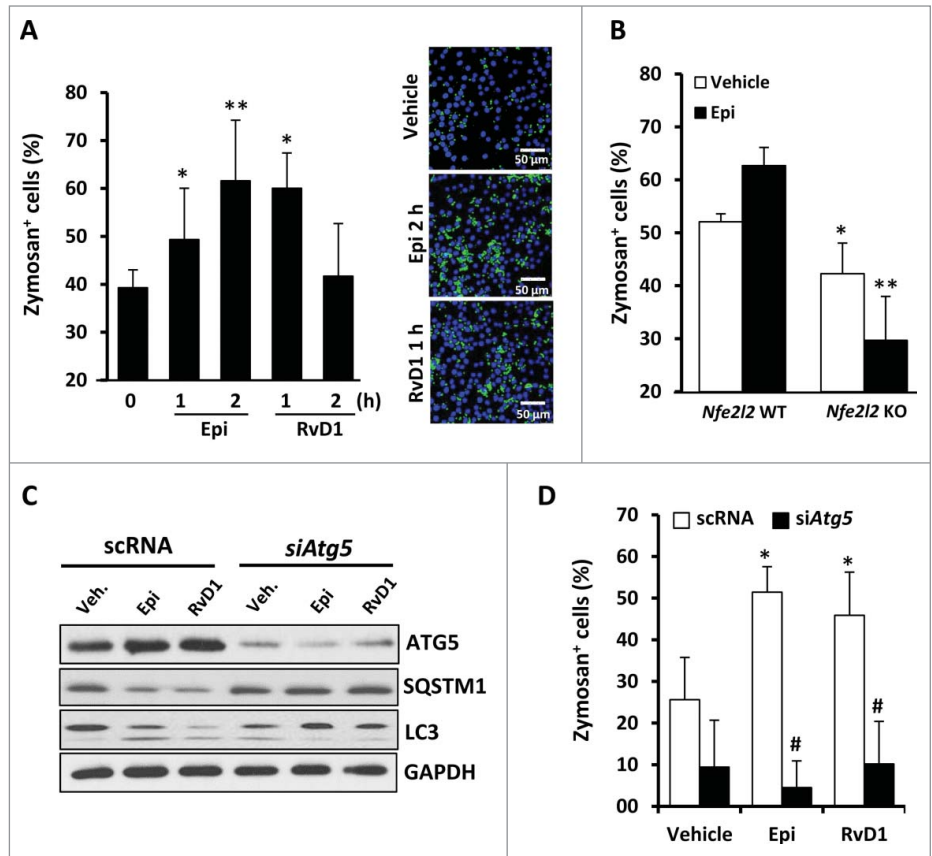 A
Zymosan⁺ cells (%)
80
70
60
50
40
30
20
*
**
*
0 1 2 1 2 (h)
Epi RvD1
Vehicle
50 µm
Epi 2 h
50 µm
RvD1 1 h
50 µm
B
Vehicle
Epi
Zymosan⁺ cells (%)
80
70
60
50
40
30
20
*
**
Nfe2l2 WT Nfe2l2 KO
C
scRNA siAtg5
Veh. Epi RvD1 Veh. Epi RvD1
ATG5
SQSTM1
LC3
GAPDH
D
scRNA siAtg5
Zymosan⁺ cells (%)
70
60
50
40
30
20
10
00
*
#
*
#
Vehicle Epi RvD1